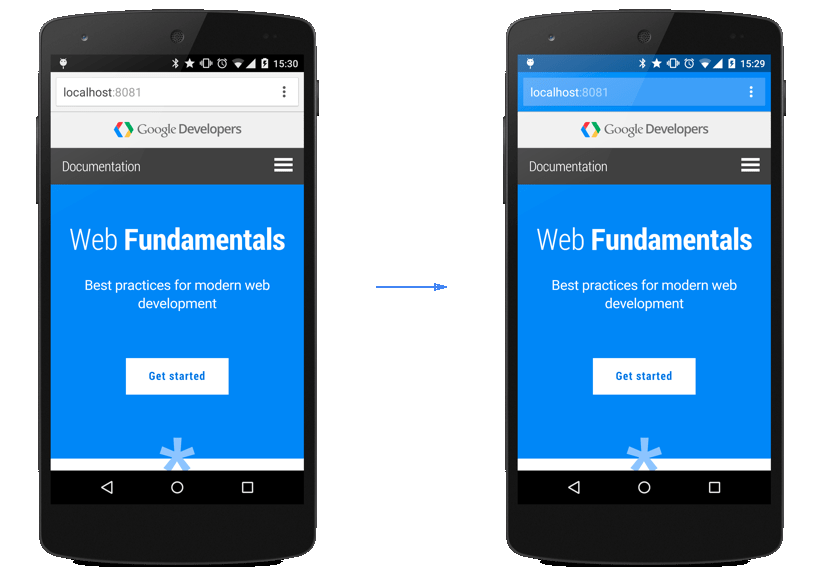 15:30
localhost:8081
Google Developers
Documentation
Web Fundamentals
Best practices for modern web
development
Get started
*
15:29
localhost:8081
Google Developers
Documentation
Web Fundamentals
Best practices for modern web
development
Get started
*